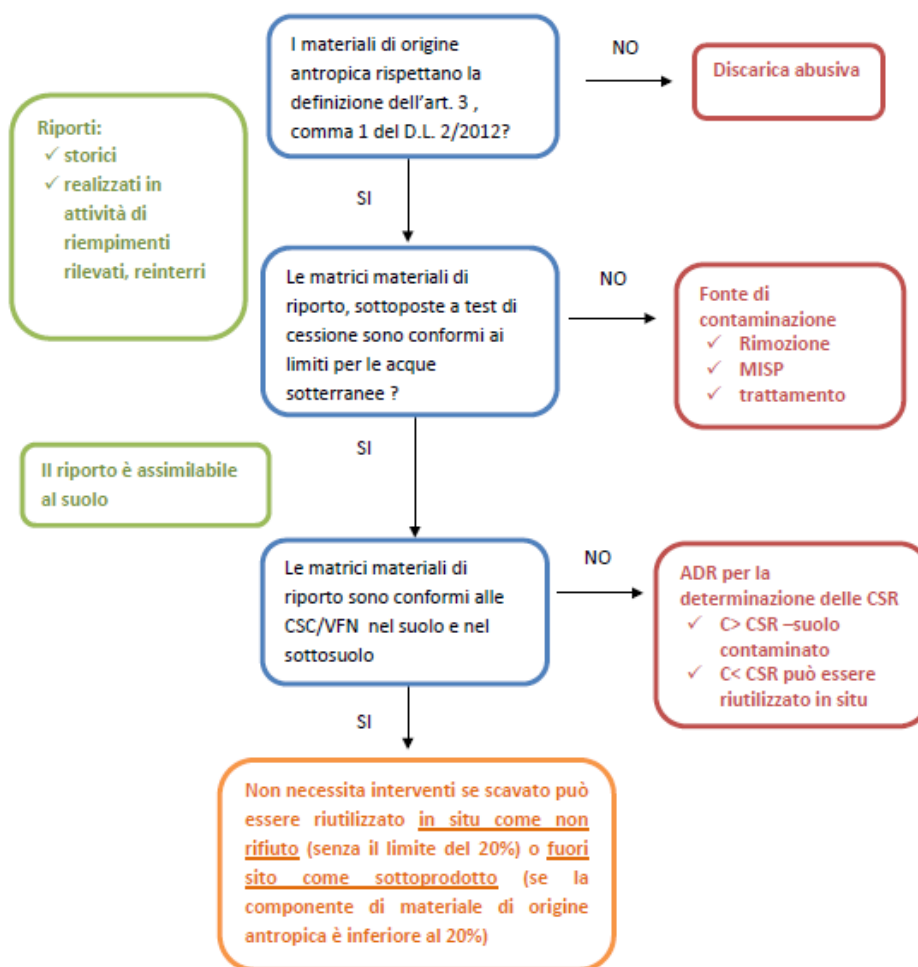 I materiali di origine
antropica rispettano la
definizione dell'art. 3 ,
comma 1 del D.L. 2/2012?
NO
Discarica abusiva
Riporti:
✓ storici
✓ realizzati in
attività di
riempimenti
rilevati, reinterri
SI
Le matrici materiali di
riporto, sottoposte a test di
cessione sono conformi ai
limiti per le acque
sotterranee ?
NO
Fonte di
contaminazione
✓ Rimozione
✓ MISP
✓ trattamento
SI
Il riporto è assimilabile
al suolo
Le matrici materiali di
riporto sono conformi alle
CSC/VFN nel suolo e nel
sottosuolo
NO
ADR per la
determinazione delle CSR
✓ C> CSR –suolo
contaminato
✓ C< CSR può essere
riutilizzato in situ
SI
Non necessita interventi se scavato può
essere riutilizzato in situ come non
rifiuto (senza il limite del 20%) o fuori
sito come sottoprodotto (se la
componente di materiale di origine
antropica è inferiore al 20%)